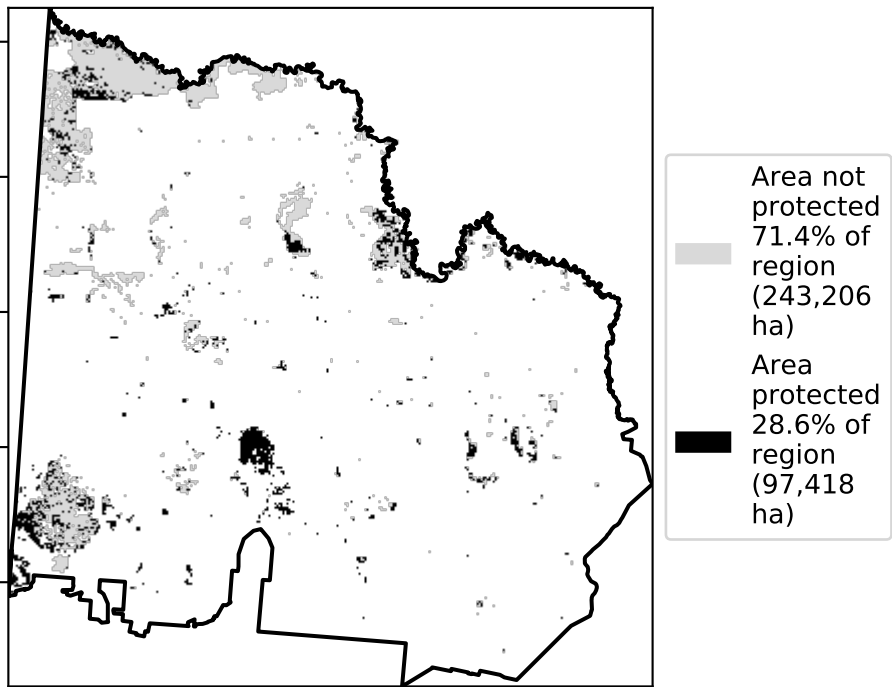 Area not
protected
71.4% of
region
(243,206
ha)
Area
protected
28.6% of
region
(97,418
ha)